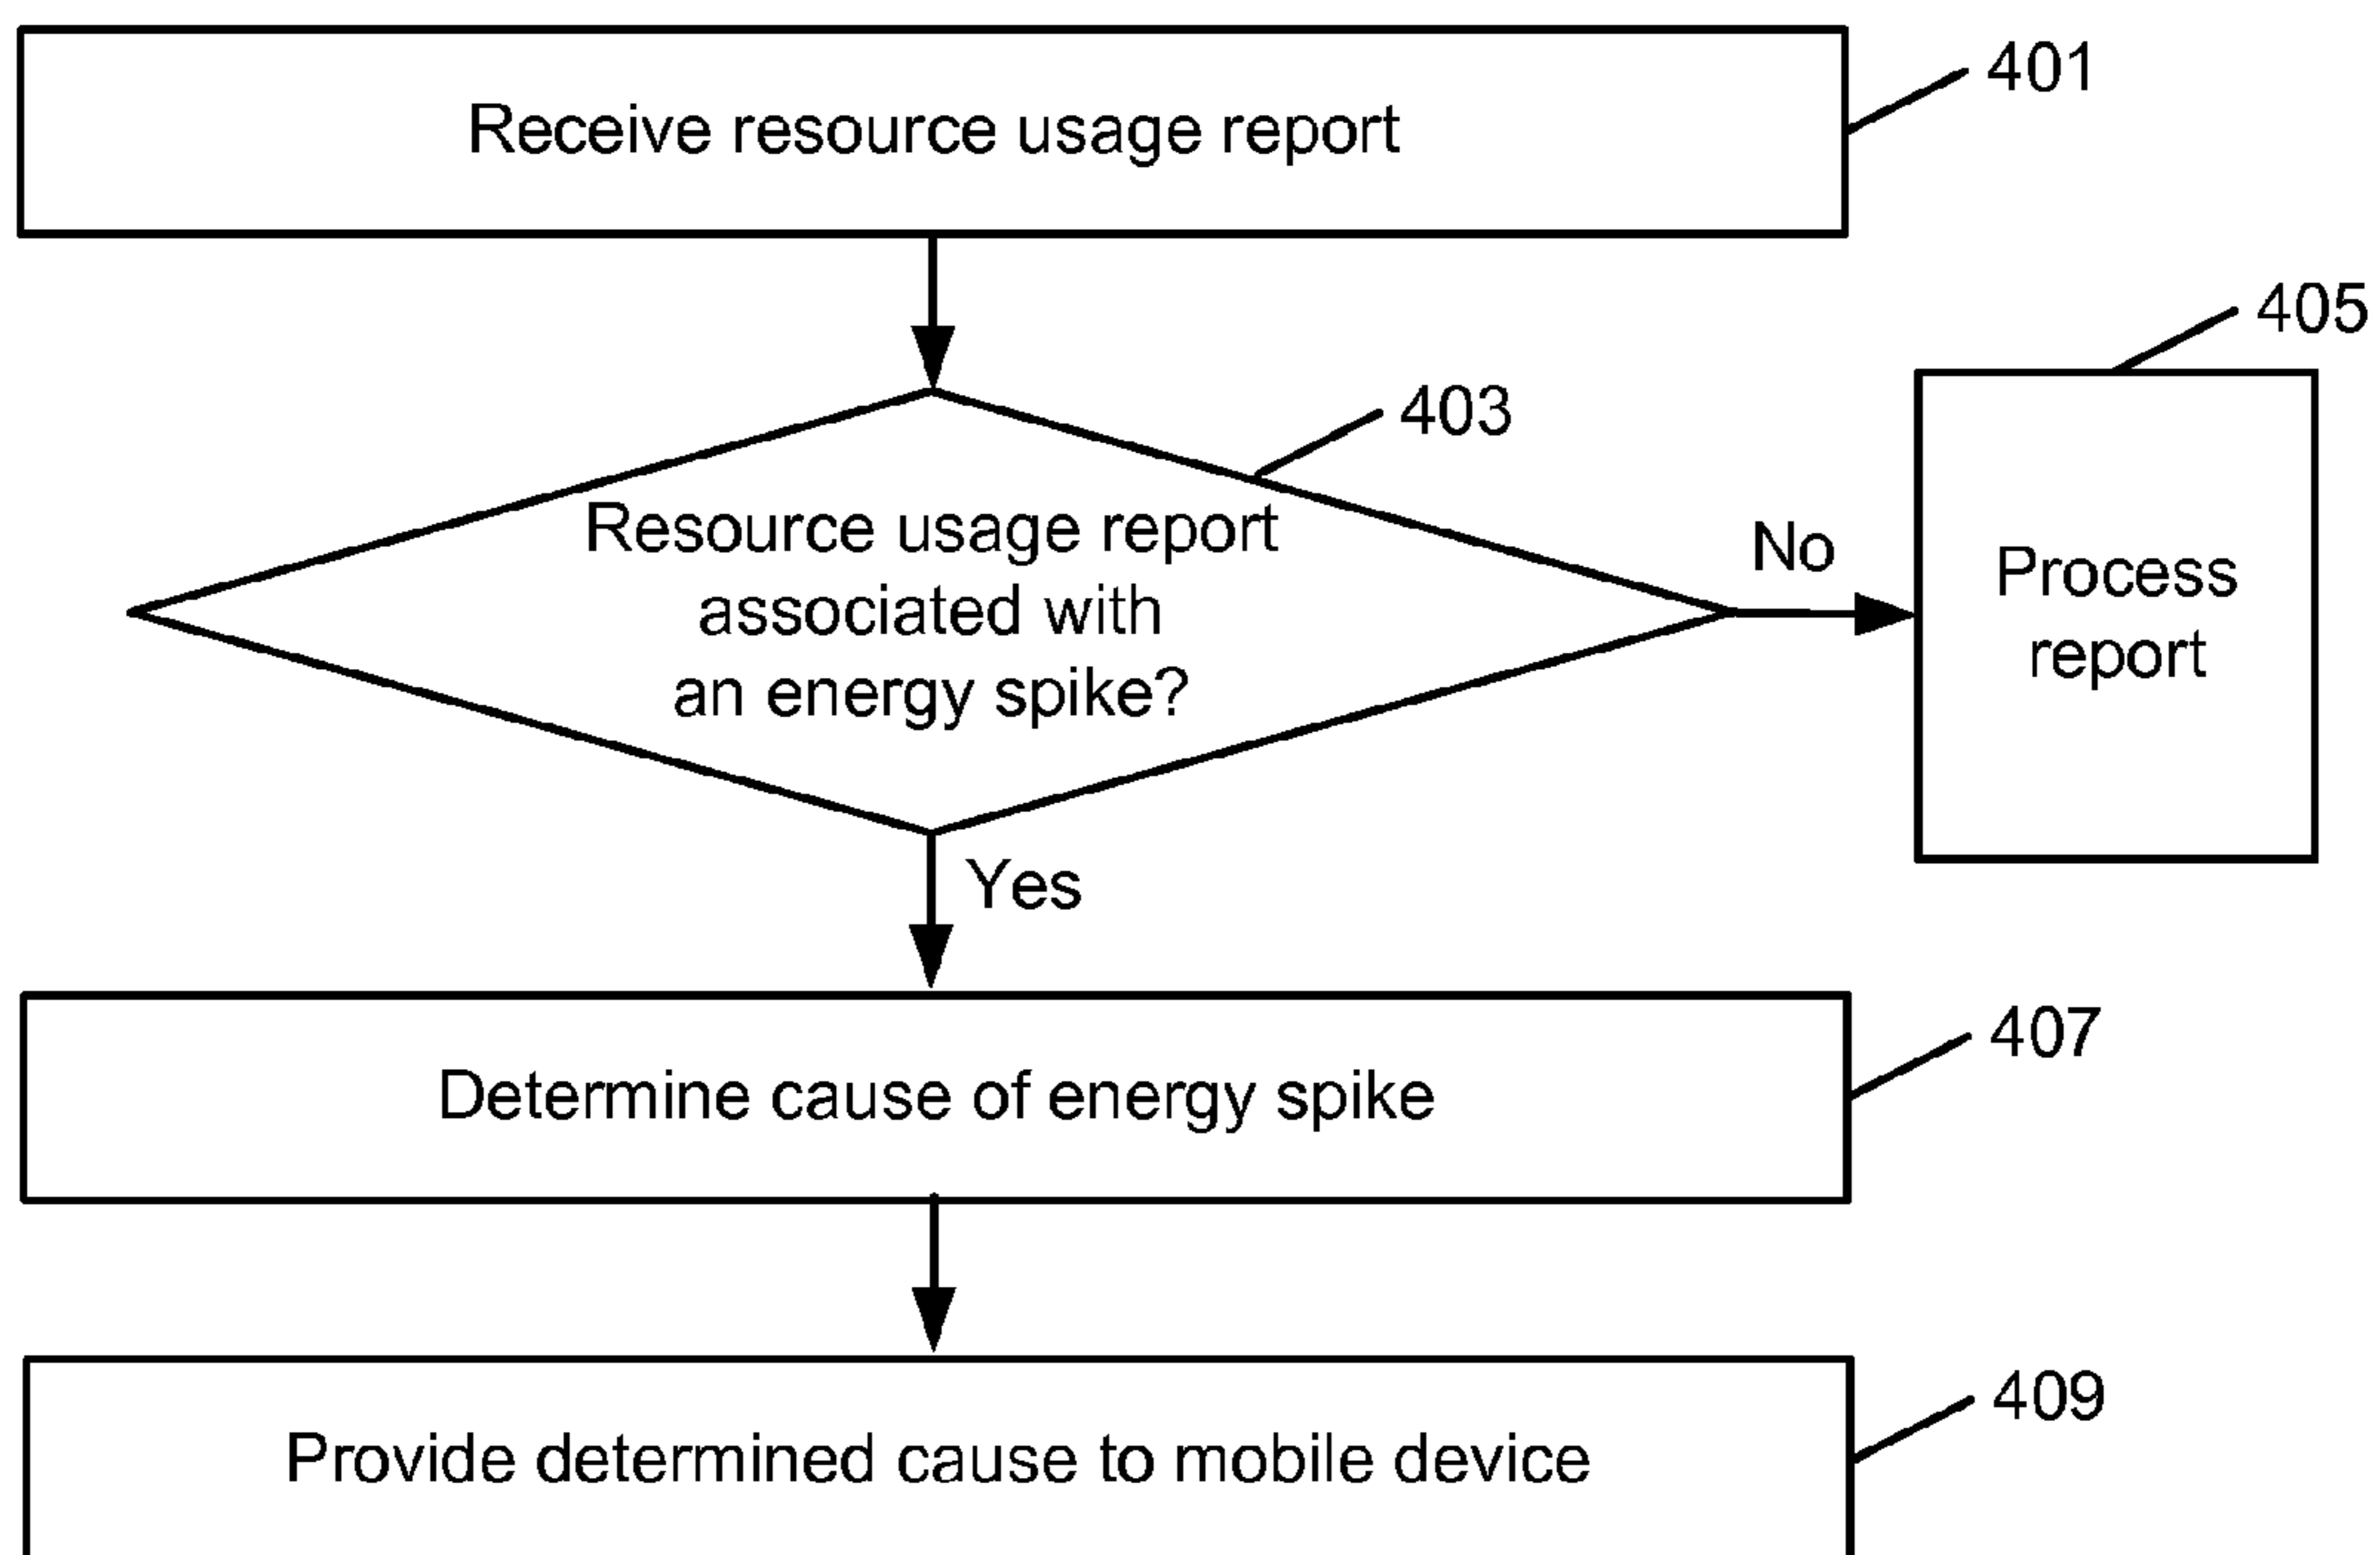 Receive resource usage report
401
405
403
Resource usage report
associated with
an energy spike?
No
Process
report
Yes
407
Determine cause of energy spike
409
Provide determined cause to mobile device